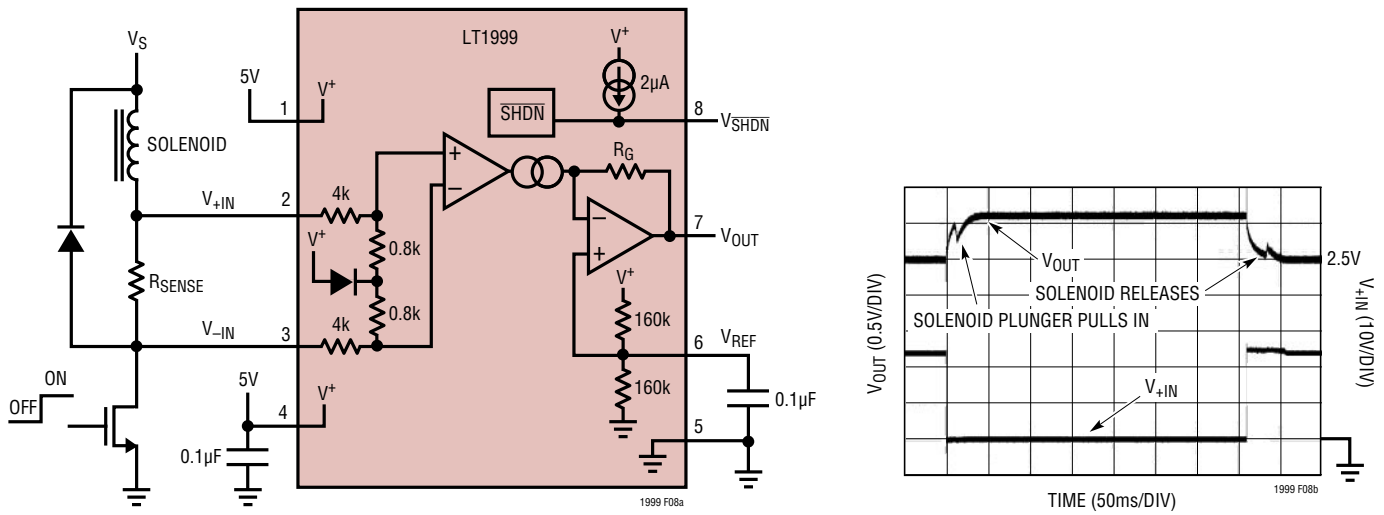 LT1999
V_S
5V
V⁺
1
V⁺
2µA
SHDN
8
V_SHDN
SOLENOID
R_G
V_+IN
2
4k
V⁺
0.8k
7
V_OUT
R_SENSE
0.8k
V⁺
160k
V_–IN
3
4k
6
V_REF
160k
0.1µF
ON
OFF
5V
4
V⁺
5
0.1µF
1999 F08a
V_OUT (0.5V/DIV)
V_OUT
2.5V
SOLENOID RELEASES
SOLENOID PLUNGER PULLS IN
V_+IN
V_+IN (10V/DIV)
TIME (50ms/DIV)
1999 F08b